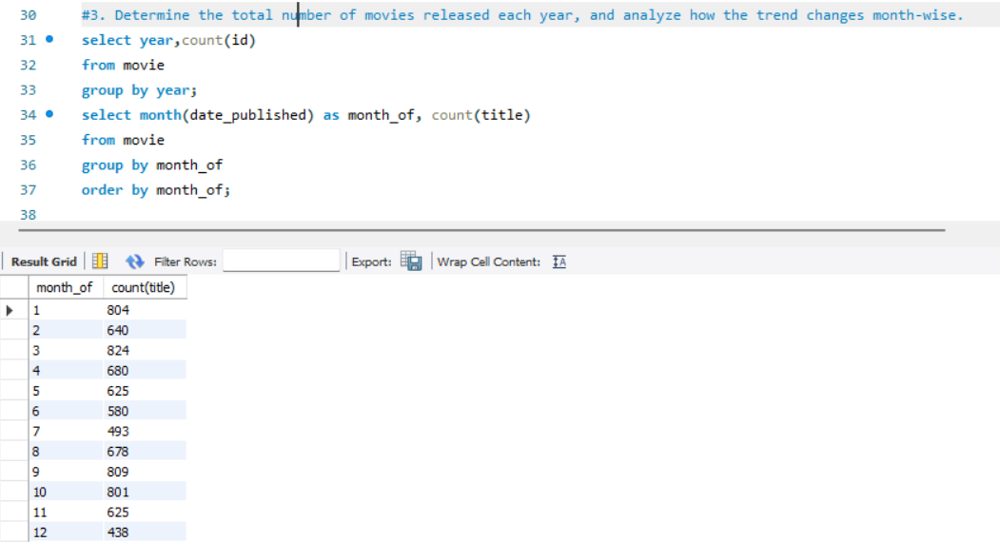 30 #3. Determine the total number of movies released each year, and analyze how the trend changes month-wise.
31 select year,count(id)
32 from movie
33 group by year;
34 select month(date_published) as month_of, count(title)
35 from movie
36 group by month_of
37 order by month_of;
38
Result Grid Filter Rows: Export: Wrap Cell Content: IA
month_of count(title)
1 804
2 640
3 824
4 680
5 625
6 580
7 493
8 678
9 809
10 801
11 625
12 438